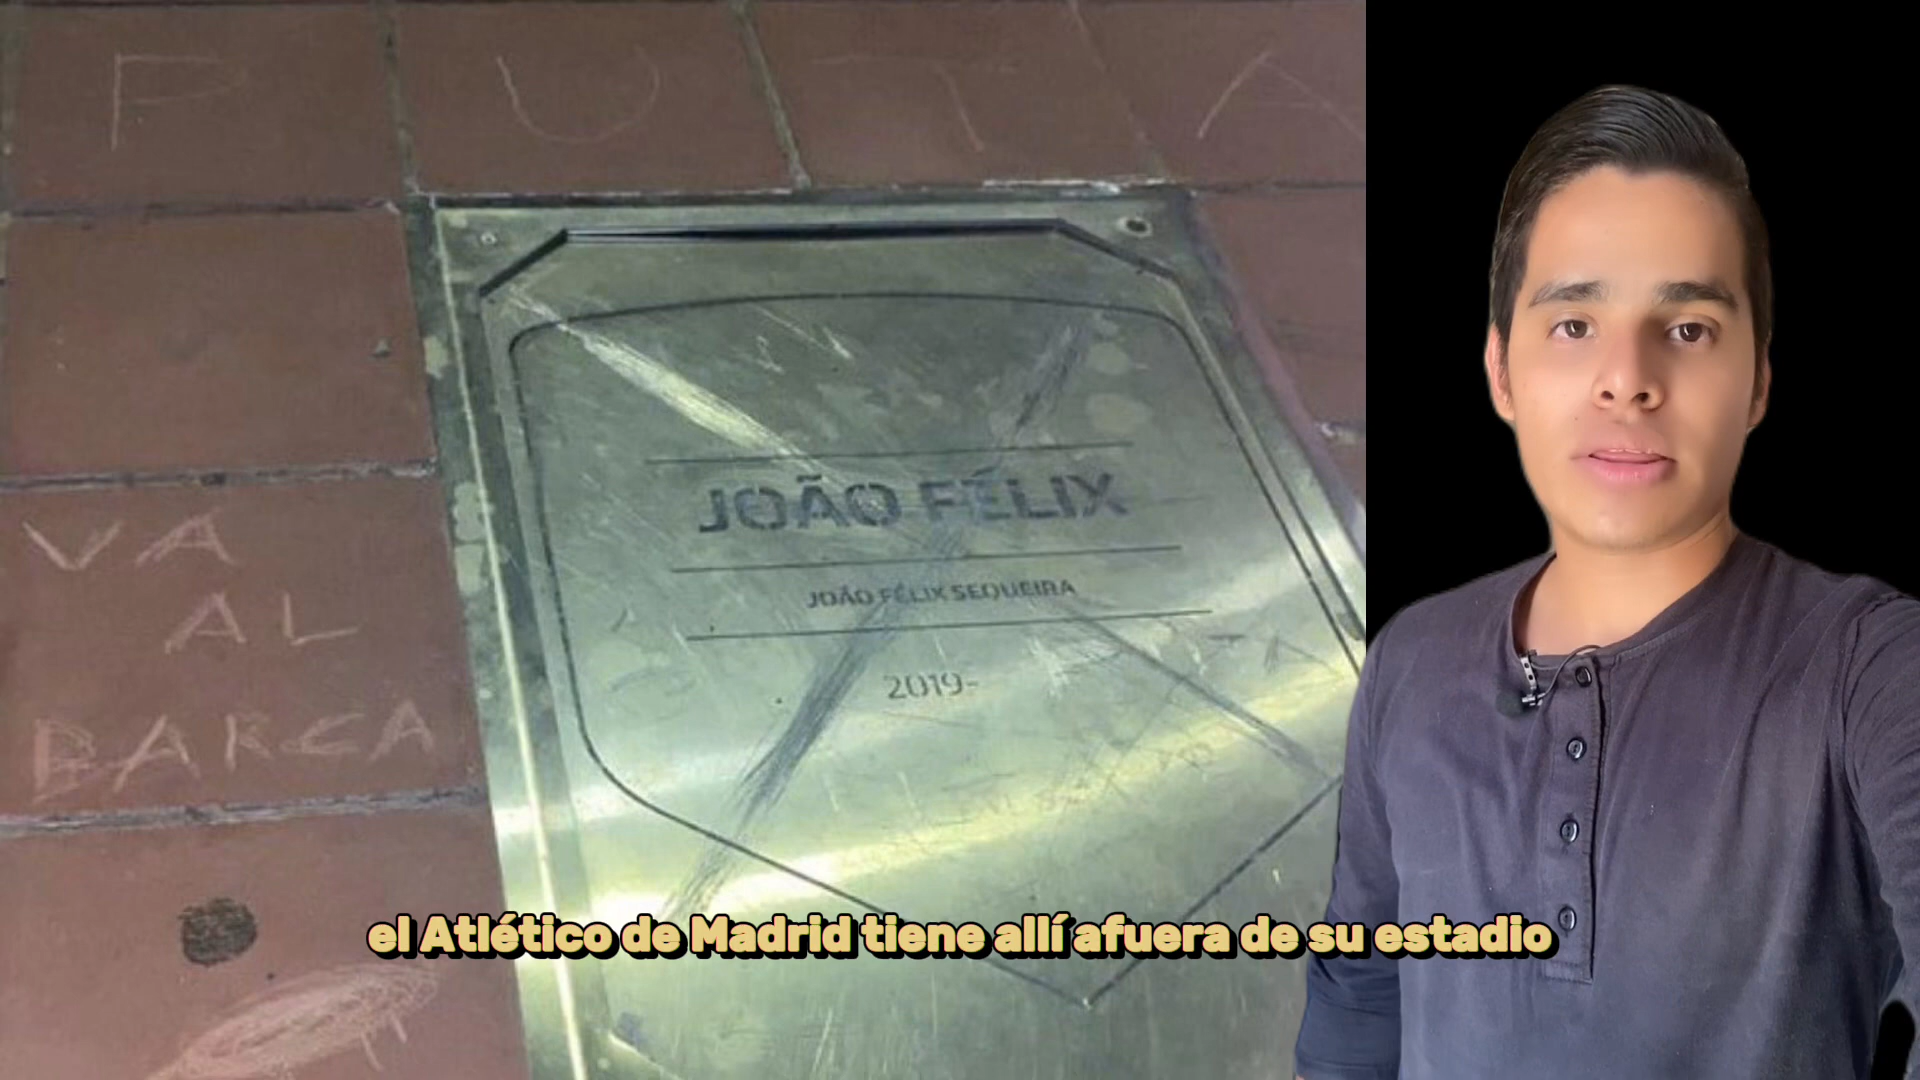 PUTA
VA
AL
BARCA
JOÃO FÉLIX
JOÃO FÉLIX SEQUEIRA
2019-
el Atlético de Madrid tiene allí afuera de su estadio